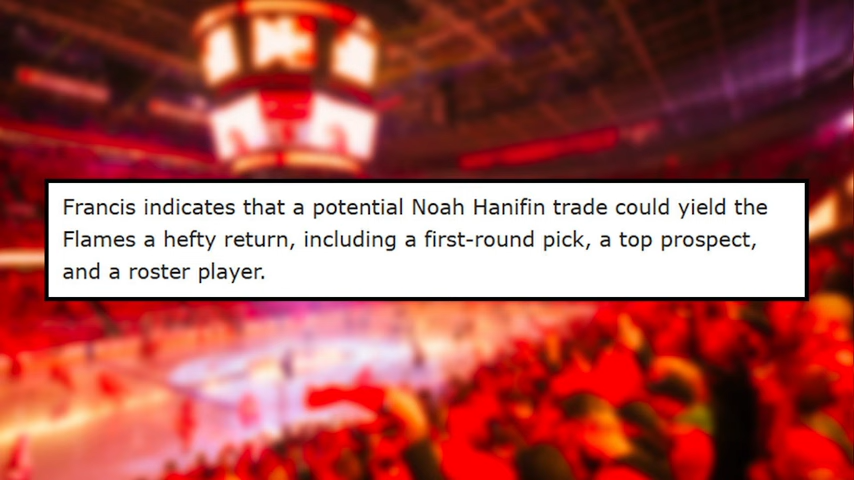 Francis indicates that a potential Noah Hanifin trade could yield the
Flames a hefty return, including a first-round pick, a top prospect,
and a roster player.